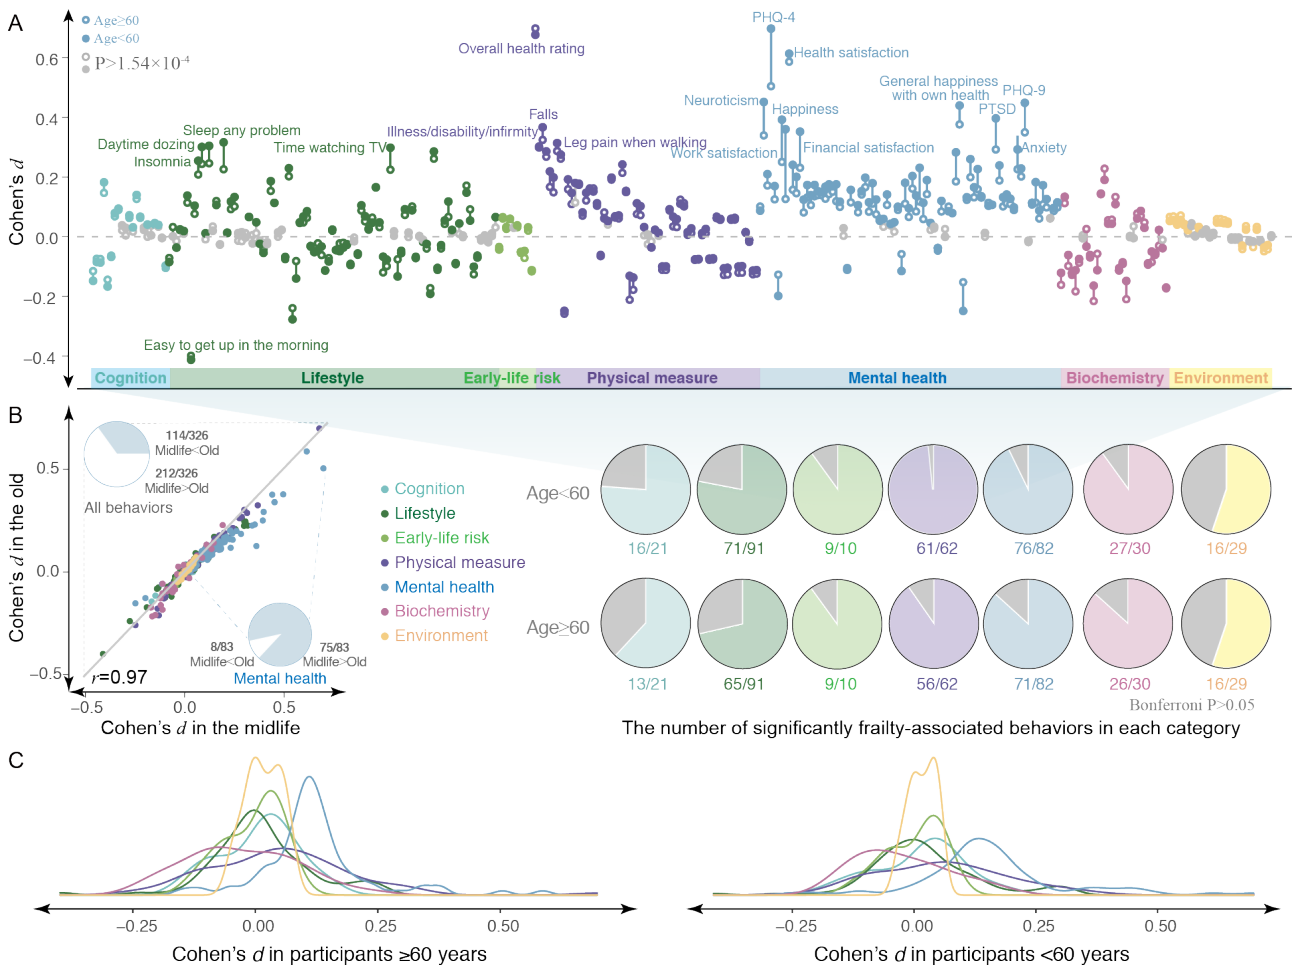 A
Age≥60
Age<60
P>1.54×10⁻⁴
Cohen's d
0.6
0.4
0.2
0.0
−0.2
−0.4
PHQ-4
Overall health rating
Health satisfaction
General happiness
with own health
PHQ-9
Neuroticism
Happiness
PTSD
Falls
Sleep any problem
Illness/disability/infirmity
Daytime dozing
Time watching TV
Leg pain when walking
Work satisfaction
Financial satisfaction
Anxiety
Insomnia
Easy to get up in the morning
Cognition
Lifestyle
Early-life risk
Physical measure
Mental health
Biochemistry
Environment
B
Cohen's d in the old
0.5
0.0
−0.5
114/326
Midlife<Old
212/326
Midlife>Old
All behaviors
8/83
Midlife<Old
75/83
Midlife>Old
Mental health
r=0.97
−0.5
0.0
0.5
Cohen's d in the midlife
Cognition
Lifestyle
Early-life risk
Physical measure
Mental health
Biochemistry
Environment
Age<60
16/21
71/91
9/10
61/62
76/82
27/30
16/29
Age≥60
13/21
65/91
9/10
56/62
71/82
26/30
16/29
Bonferroni P>0.05
The number of significantly frailty-associated behaviors in each category
C
−0.25
0.00
0.25
0.50
Cohen's d in participants ≥60 years
−0.25
0.00
0.25
0.50
Cohen's d in participants <60 years